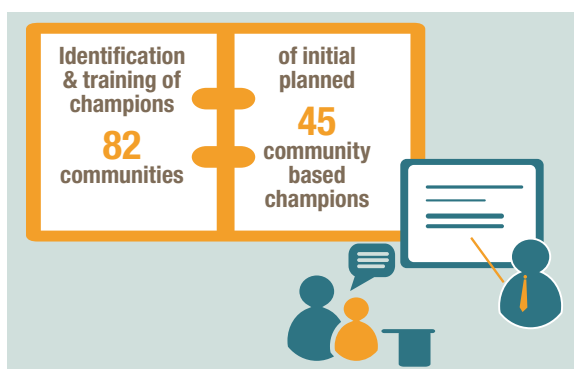 Identification
& training of
champions
82
communities
of initial
planned
45
community
based
champions